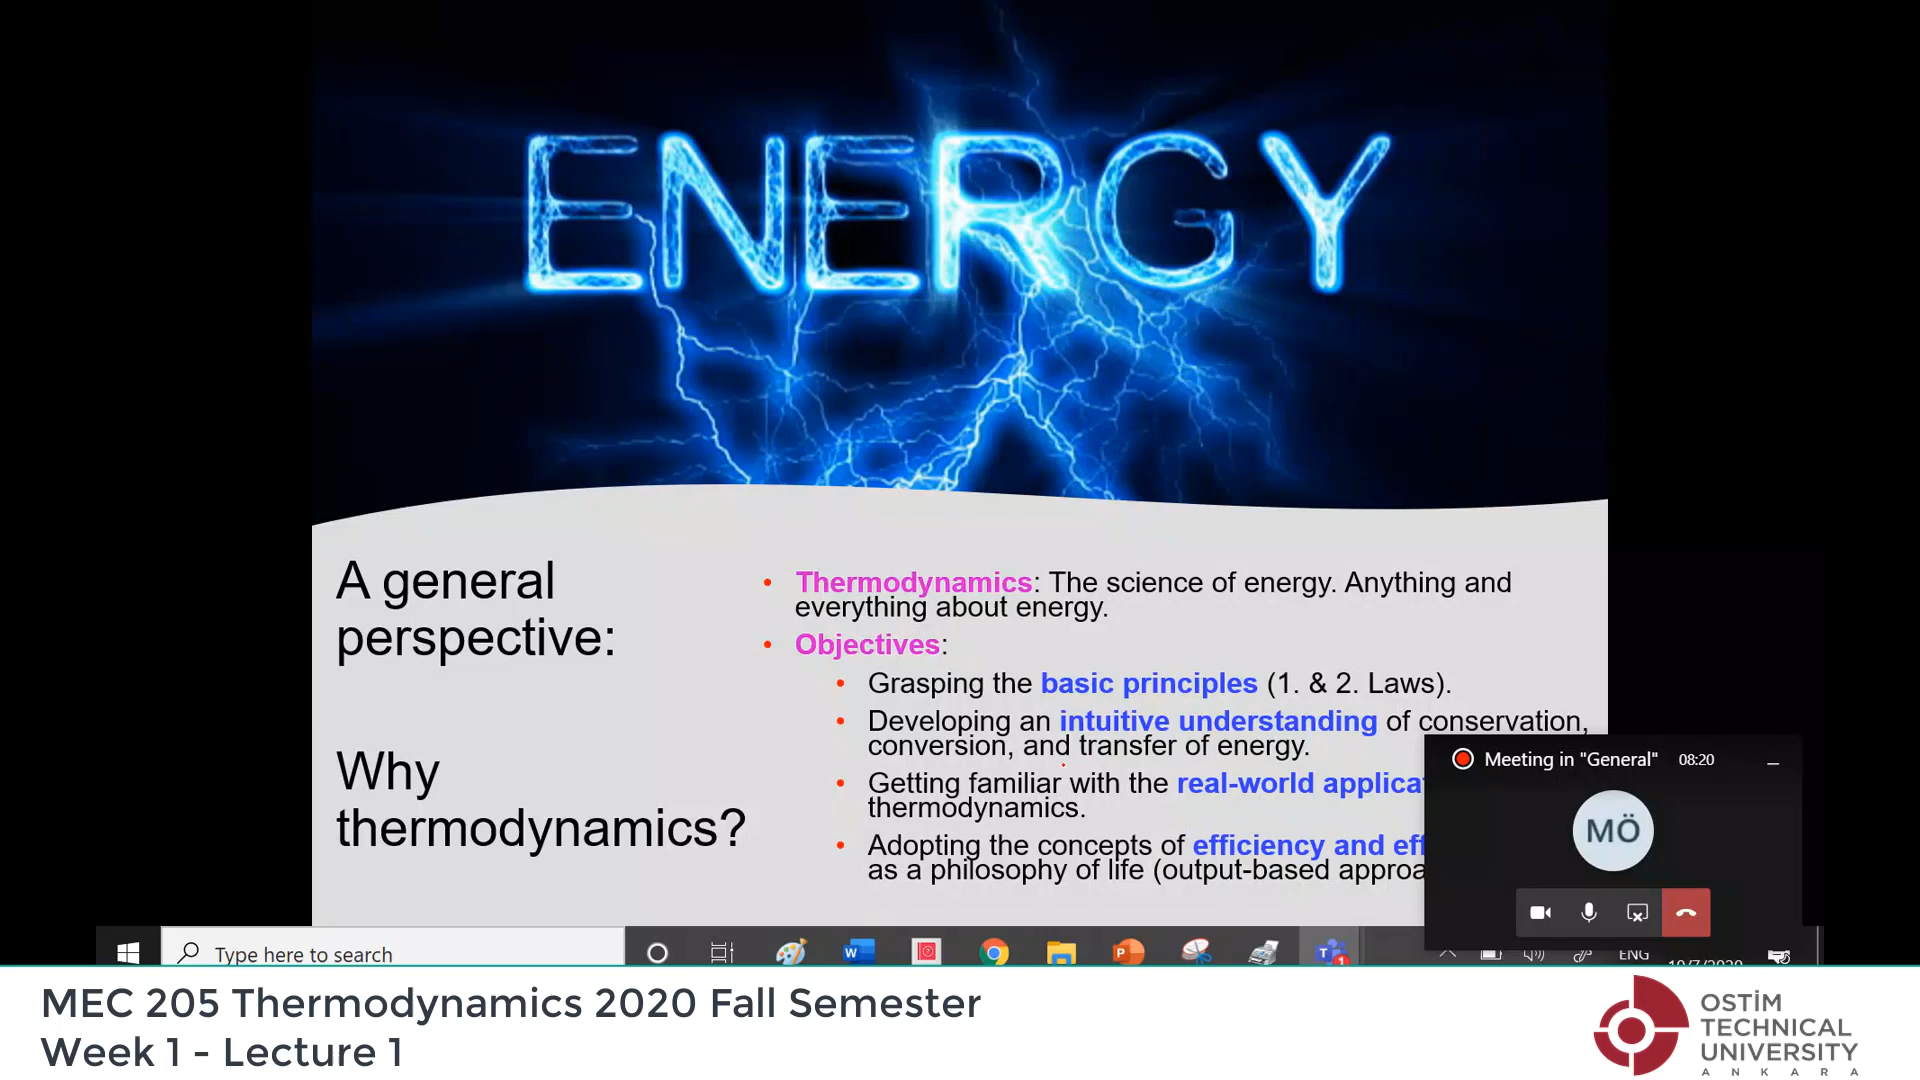 ENERGY
A general
perspective:
Why
thermodynamics?
• Thermodynamics: The science of energy. Anything and
everything about energy.
• Objectives:
• Grasping the basic principles (1. & 2. Laws).
• Developing an intuitive understanding of conservation,
conversion, and transfer of energy.
• Getting familiar with the real-world
thermodynamics.
• Adopting the concepts of efficiency and
as a philosophy of life (output-based
Meeting in "General" 08:20
MÖ
Type here to search
ENG
10/7/2020
MEC 205 Thermodynamics 2020 Fall Semester
Week 1 - Lecture 1
OSTİM
TECHNICAL
UNIVERSITY
ANKARA